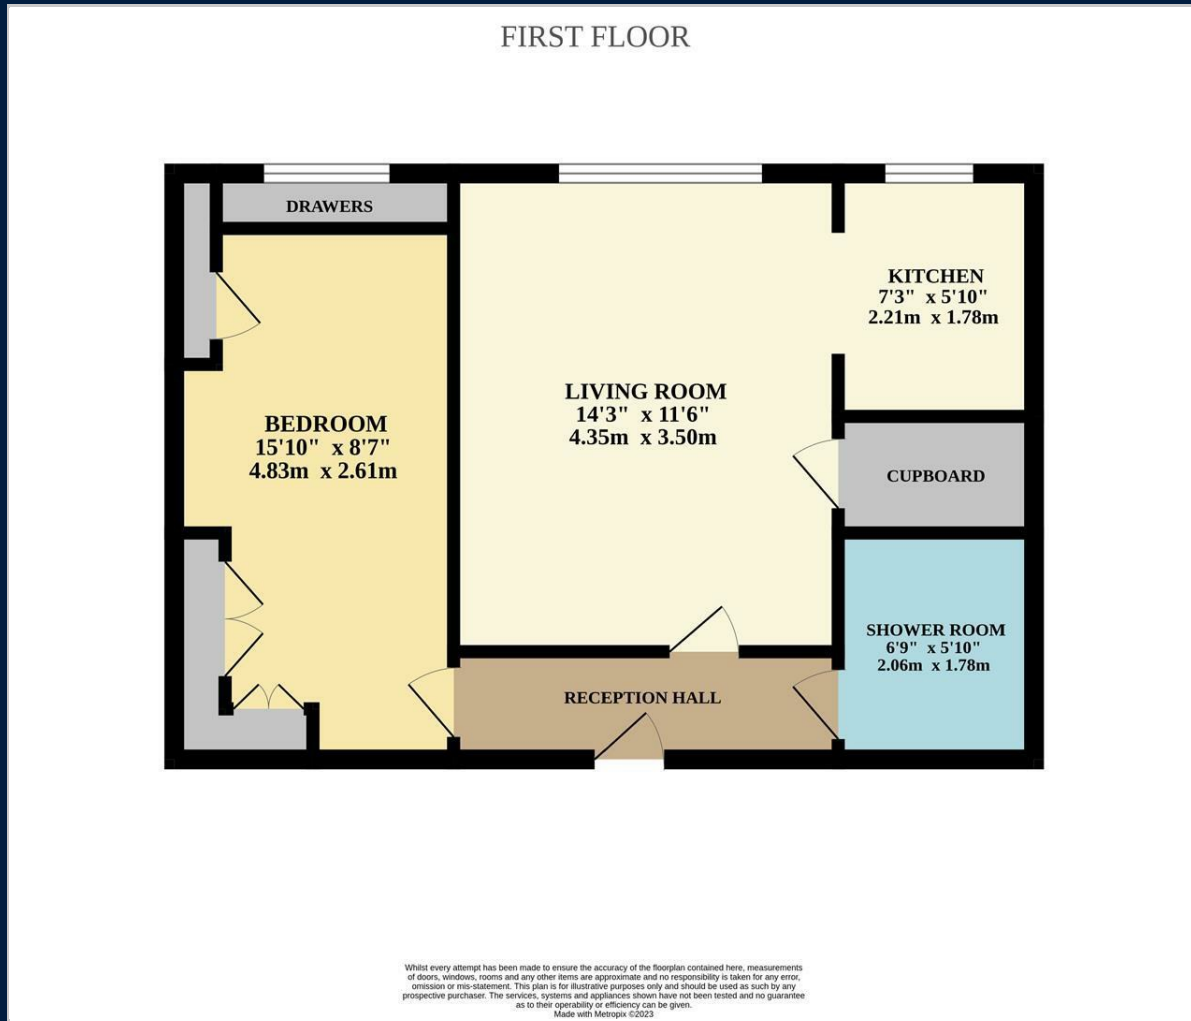 FIRST FLOOR
DRAWERS
KITCHEN
7'3" x 5'10"
2.21m x 1.78m
LIVING ROOM
14'3" x 11'6"
4.35m x 3.50m
BEDROOM
15'10" x 8'7"
4.83m x 2.61m
CUPBOARD
SHOWER ROOM
6'9" x 5'10"
2.06m x 1.78m
RECEPTION HALL
Whilst every attempt has been made to ensure the accuracy of the floorplan contained here, measurements
of doors, windows, rooms and any other items are approximate and no responsibility is taken for any error,
omission or mis-statement. This plan is for illustrative purposes only and should be used as such by any
prospective purchaser. The services, systems and appliances shown have not been tested and no guarantee
as to their operability or efficiency can be given.
Made with Metropix ©2023